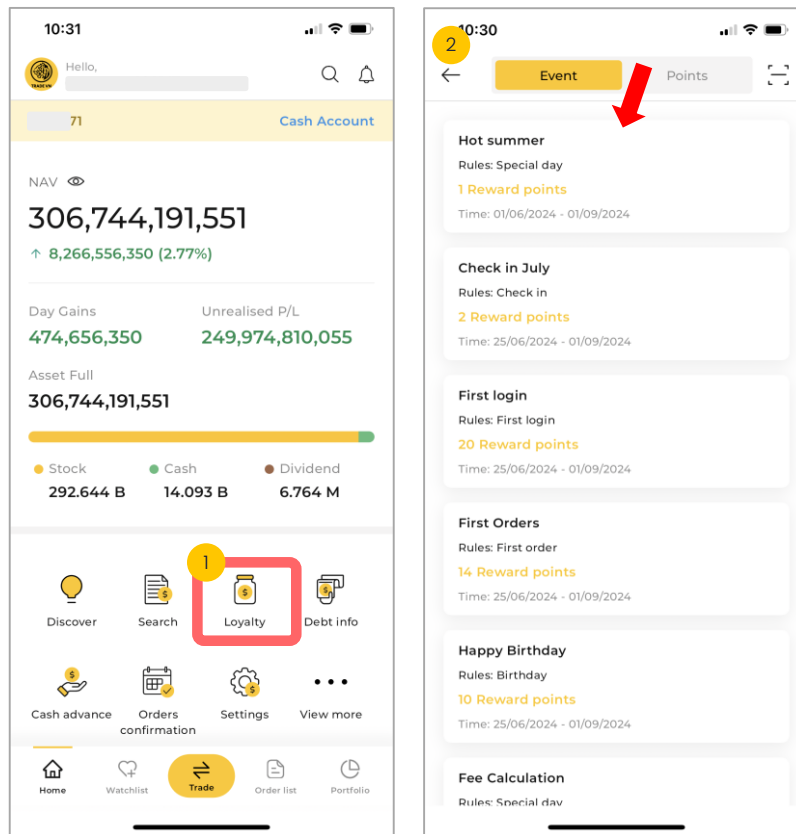 10:31
TRADE VN
Hello,
71
Cash Account
NAV
306,744,191,551
↑ 8,266,556,350 (2.77%)
Day Gains
Unrealised P/L
474,656,350
249,974,810,055
Asset Full
306,744,191,551
Stock
Cash
Dividend
292.644 B
14.093 B
6.764 M
1
Discover
Search
Loyalty
Debt info
Cash advance
Orders
confirmation
Settings
View more
Home
Watchlist
Trade
Order list
Portfolio
2
10:30
Event
Points
Hot summer
Rules: Special day
1 Reward points
Time: 01/06/2024 - 01/09/2024
Check in July
Rules: Check in
2 Reward points
Time: 25/06/2024 - 01/09/2024
First login
Rules: First login
20 Reward points
Time: 25/06/2024 - 01/09/2024
First Orders
Rules: First order
14 Reward points
Time: 25/06/2024 - 01/09/2024
Happy Birthday
Rules: Birthday
10 Reward points
Time: 25/06/2024 - 01/09/2024
Fee Calculation
Rules: Special day